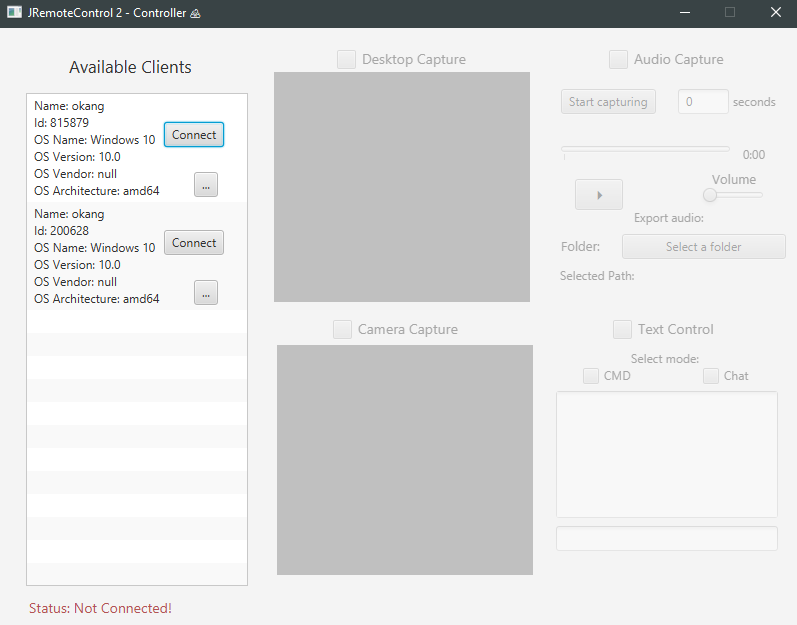 JRemoteControl 2 - Controller
Available Clients
Name: okang
Id: 815879
OS Name: Windows 10
OS Version: 10.0
OS Vendor: null
OS Architecture: amd64
Connect
...
Name: okang
Id: 200628
OS Name: Windows 10
OS Version: 10.0
OS Vendor: null
OS Architecture: amd64
Connect
...
Status: Not Connected!
Desktop Capture
Camera Capture
Audio Capture
Start capturing
0 seconds
0:00
Volume
Export audio:
Folder: Select a folder
Selected Path:
Text Control
Select mode:
CMD Chat